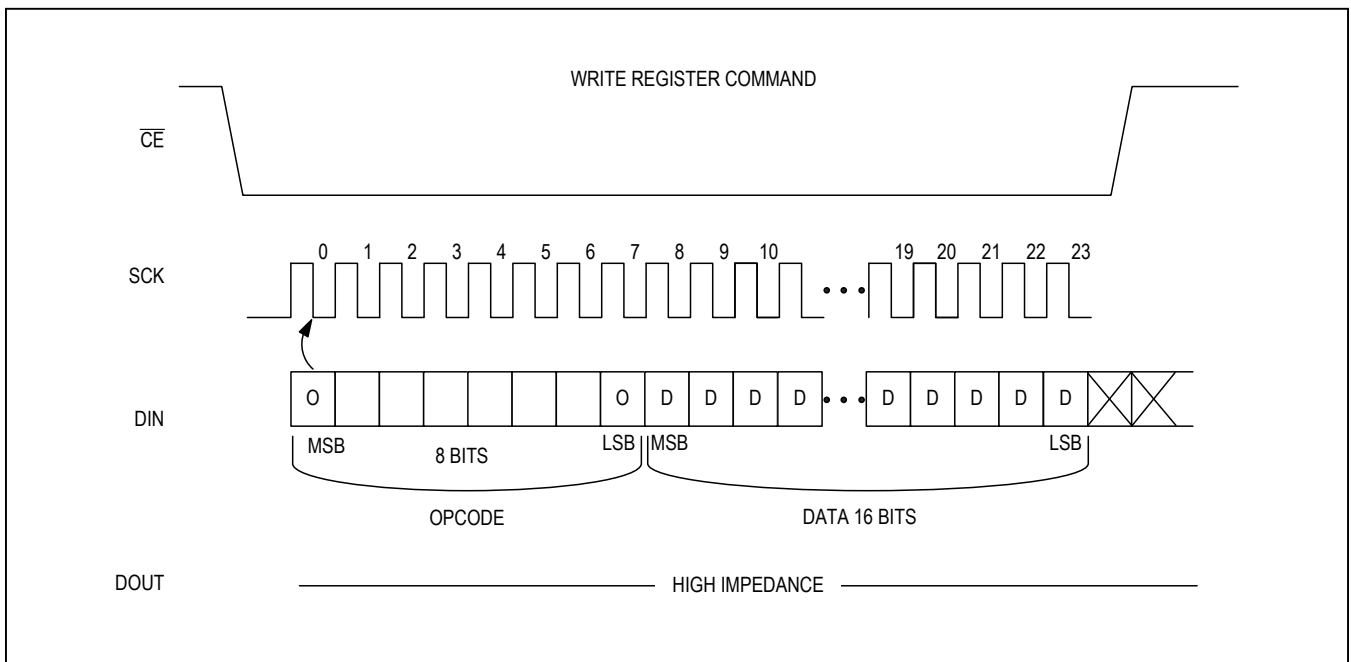 WRITE REGISTER COMMAND
CE
0 1 2 3 4 5 6 7 8 9 10 19 20 21 22 23
SCK
O O D D D D D D D D D
DIN
MSB 8 BITS LSB MSB LSB
OPCODE DATA 16 BITS
DOUT HIGH IMPEDANCE